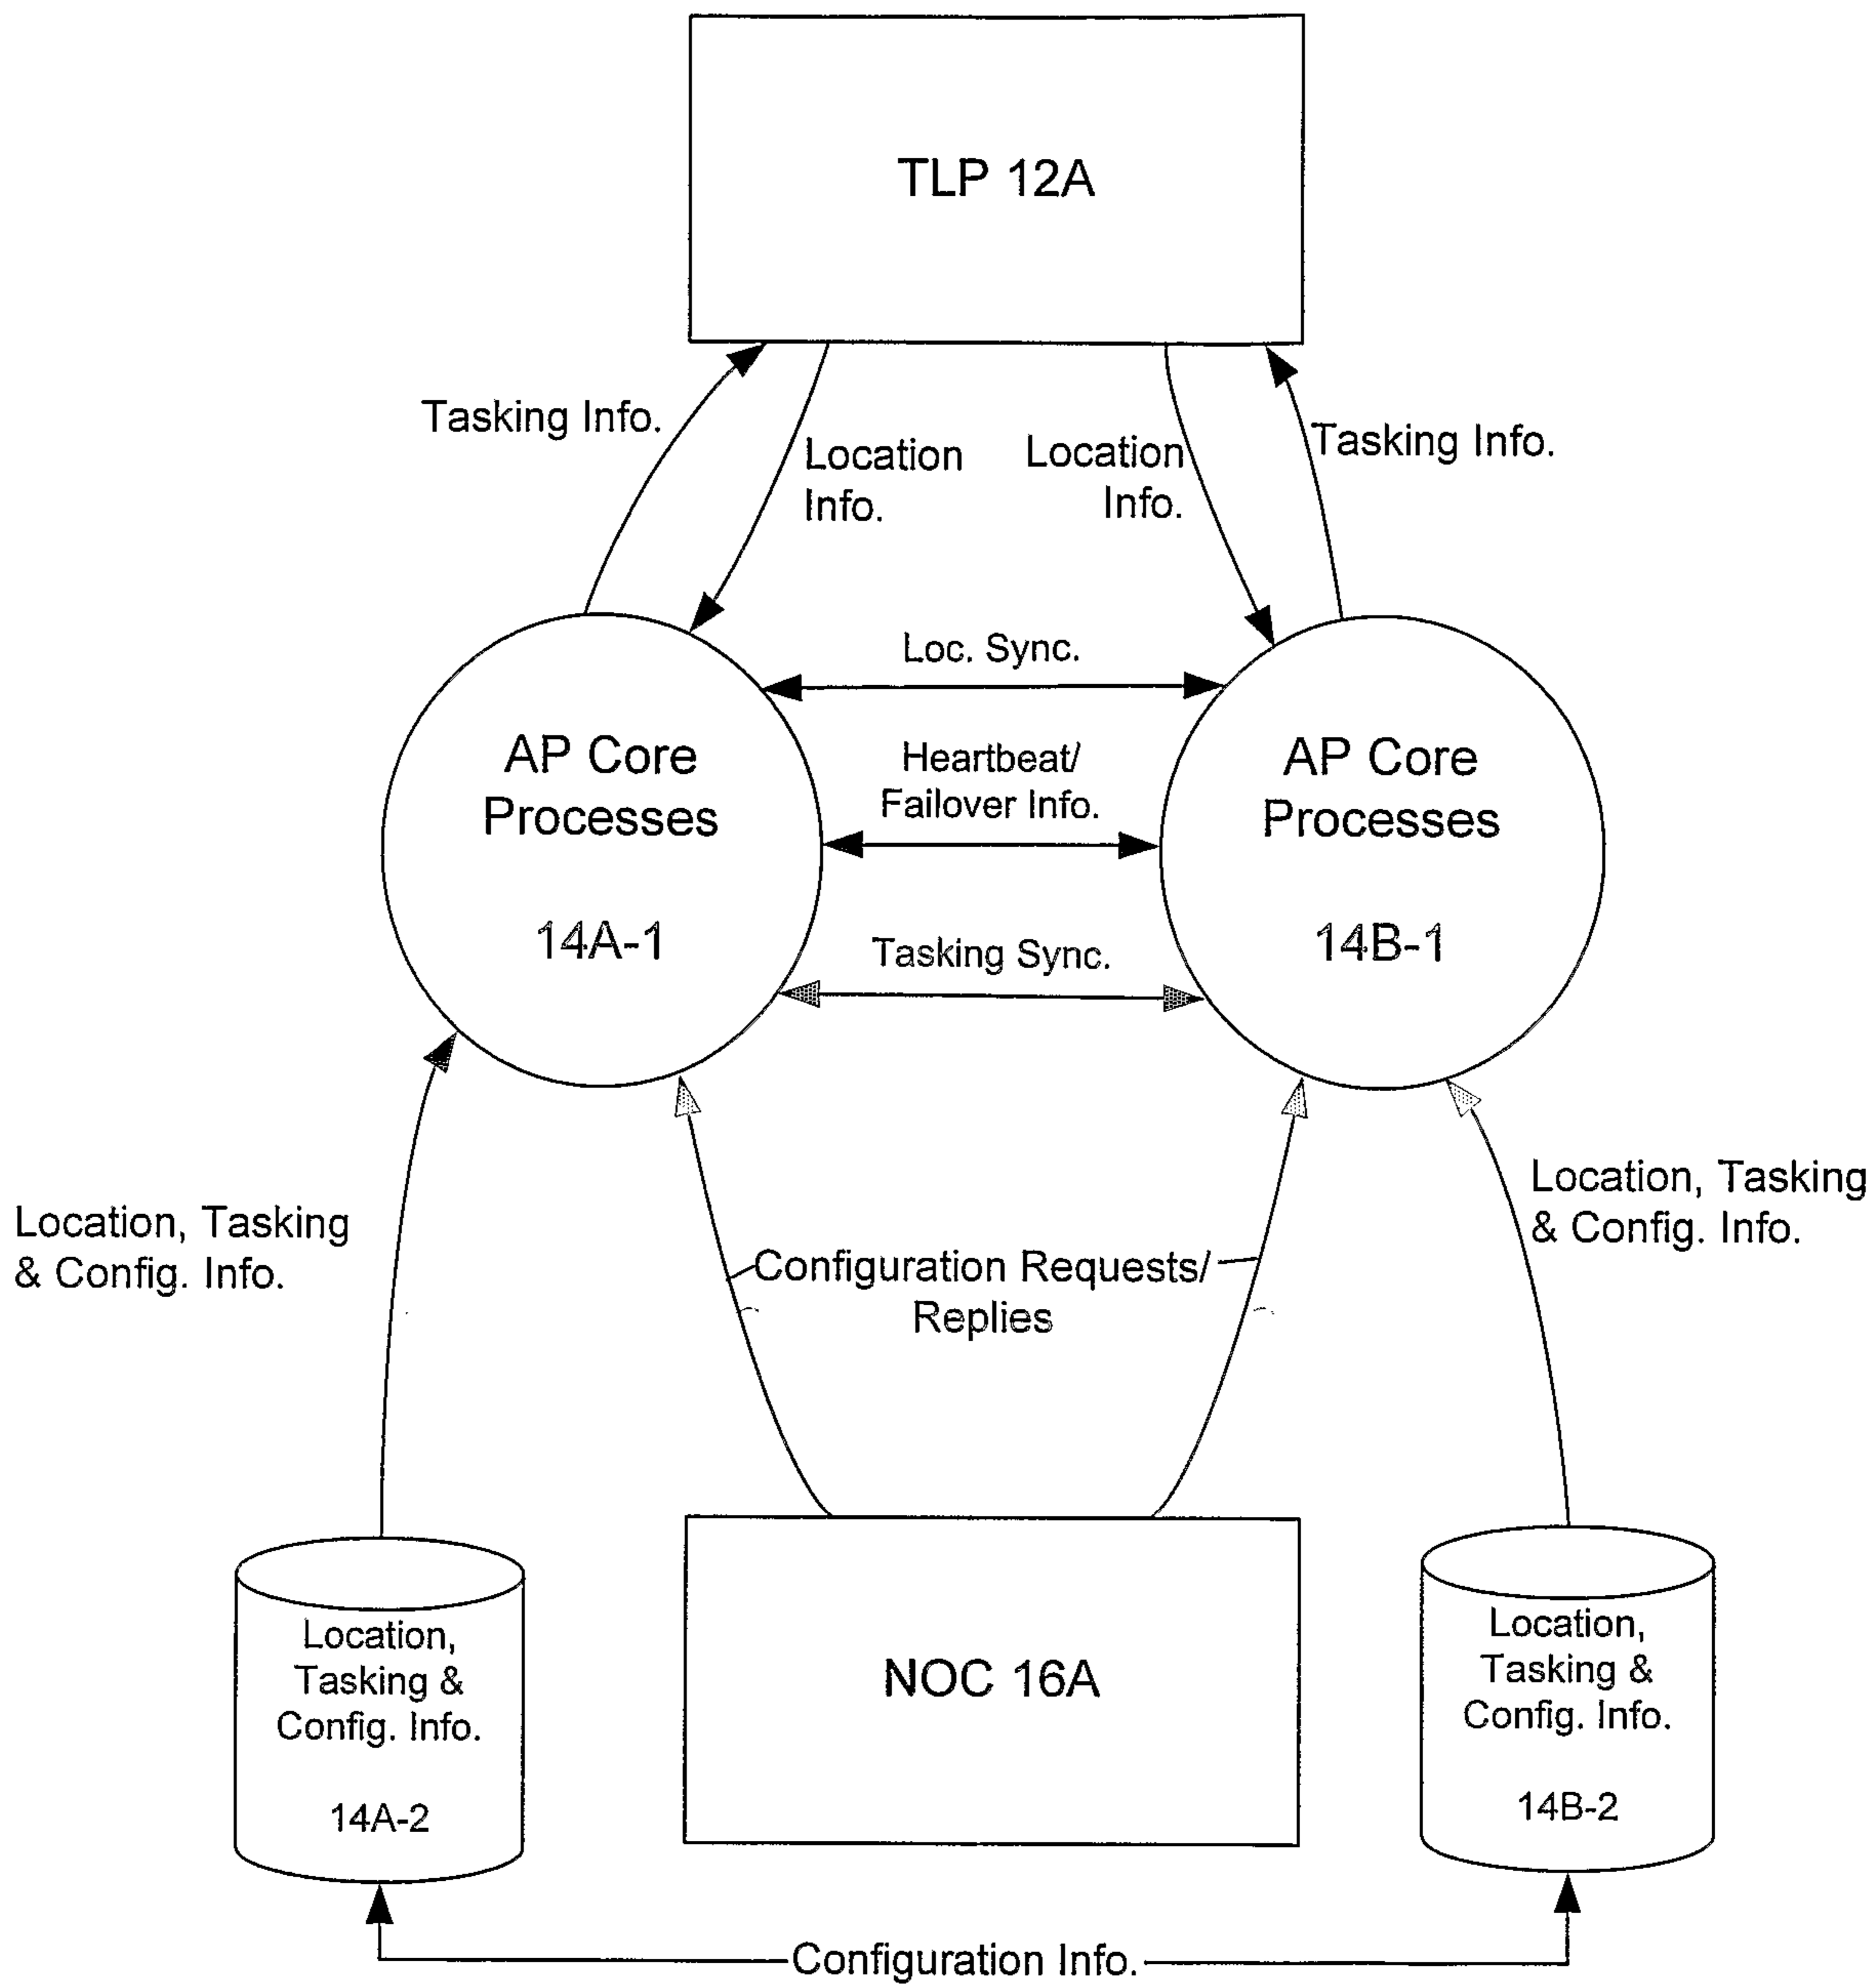 TLP 12A
Tasking Info.
Location
Info.
Location
Info.
Tasking Info.
Loc. Sync.
AP Core
Processes
14A-1
Heartbeat/
Failover Info.
AP Core
Processes
14B-1
Tasking Sync.
Location, Tasking
& Config. Info.
Configuration Requests/
Replies
Location, Tasking
& Config. Info.
Location,
Tasking &
Config. Info.
14A-2
NOC 16A
Location,
Tasking &
Config. Info.
14B-2
Configuration Info.